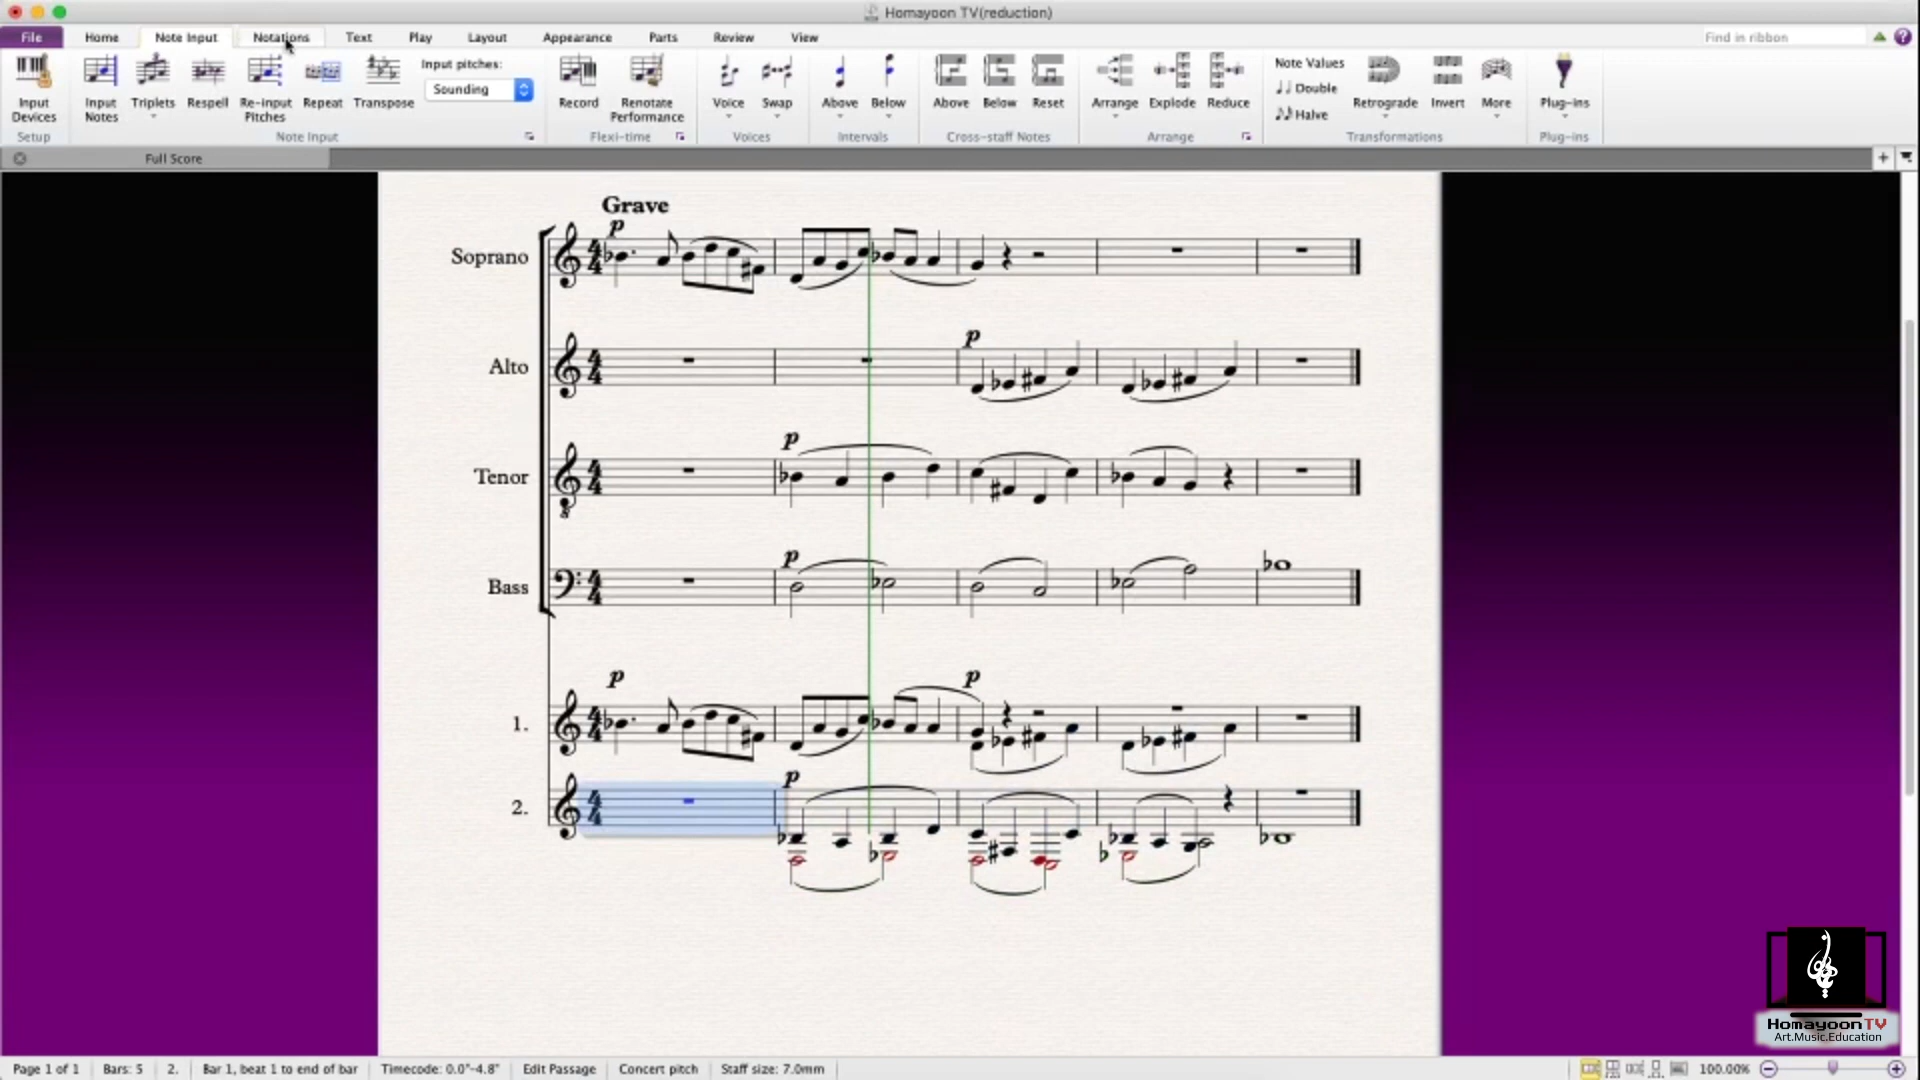 Homayoon TV(reduction)
File Home Note Input Notations Text Play Layout Appearance Parts Review View Find in ribbon
Input Devices
Input Notes
Triplets
Respell
Re-input Pitches
Repeat
Transpose
Input pitches:
Sounding
Record
Renotate Performance
Voice
Swap
Above
Below
Above
Below
Reset
Arrange
Explode
Reduce
Note Values
Double
Halve
Retrograde
Invert
More
Plug-ins
Setup Note Input Flexi-time Voices Intervals Cross-staff Notes Arrange Transformations Plug-ins
Full Score
Grave
p
Soprano
p
Alto
p
Tenor
p
Bass
p p
1.
p
2.
HomayoonTV
Art.Music.Education
Page 1 of 1 Bars: 5 2. Bar 1, beat 1 to end of bar Timecode: 0.0"-4.8" Edit Passage Concert pitch Staff size: 7.0mm 100.00%